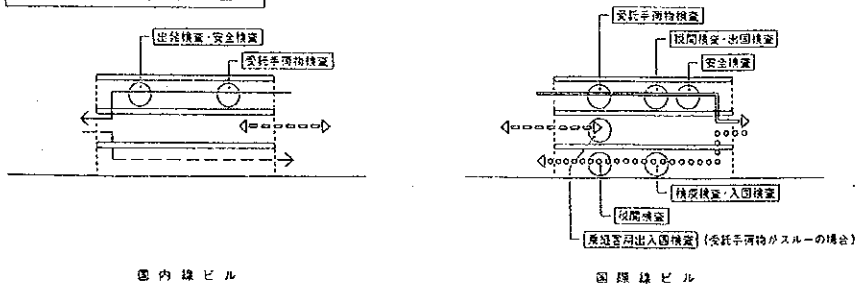 出発検査・安全検査
受託手荷物検査
国内線ビル
受託手荷物検査
税関検査・出国検査
安全検査
検疫検査・入国検査
税関検査
乗継客用出入国検査 (受託手荷物がスルーの場合)
国際線ビル